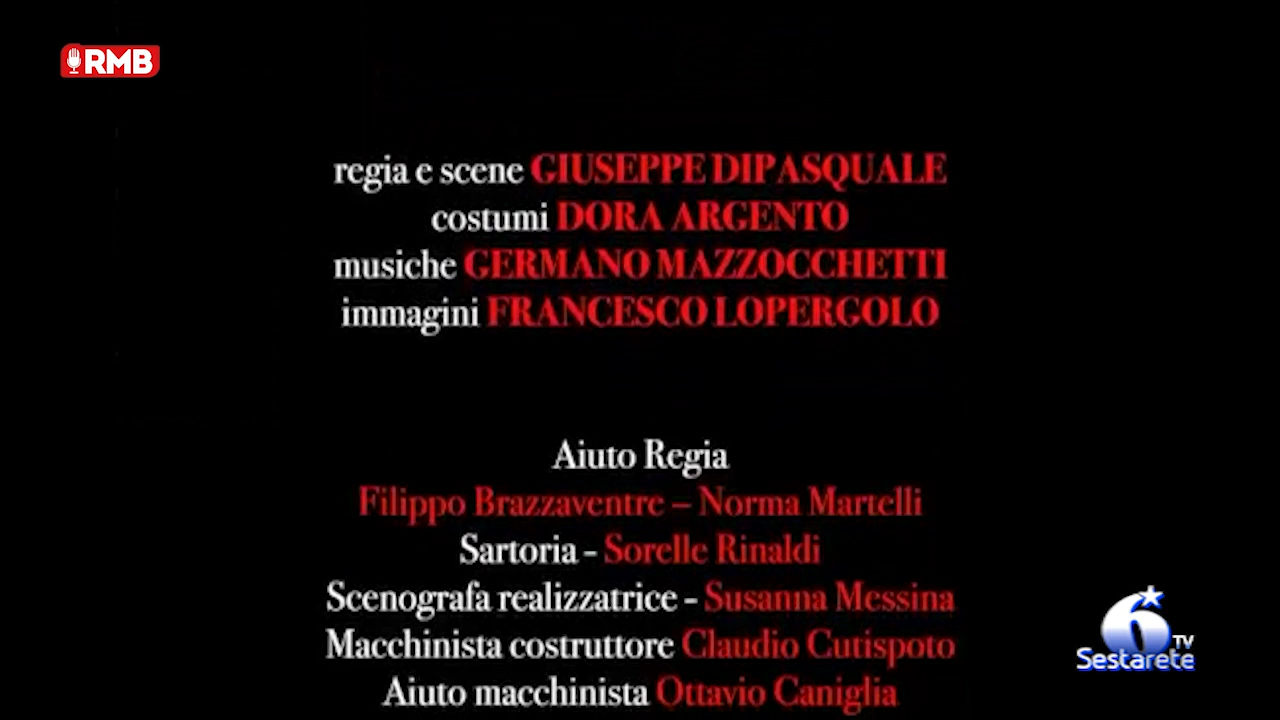 RMB
regia e scene GIUSEPPE DIPASQUALE
costumi DORA ARGENTO
musiche GERMANO MAZZOCCHETTI
immagini FRANCESCO LOPERGOLO
Aiuto Regia
Filippo Brazzaventre – Norma Martelli
Sartoria - Sorelle Rinaldi
Scenografa realizzatrice - Susanna Messina
Macchinista costruttore Claudio Cutispoto
Aiuto macchinista Ottavio Caniglia
6 TV
Sestarete